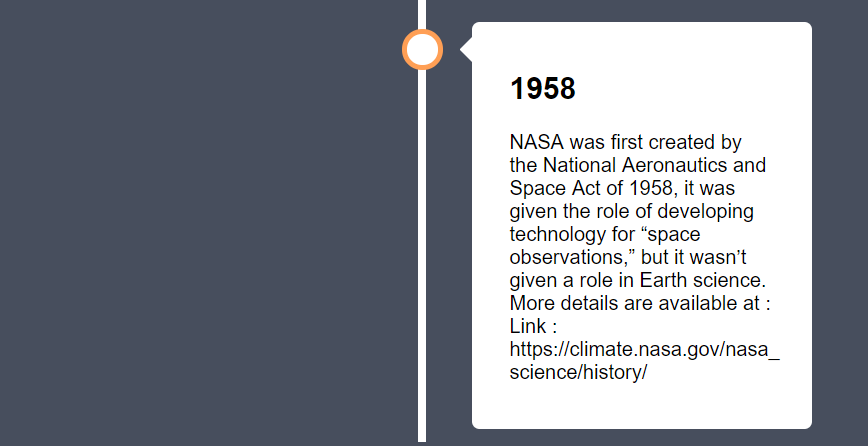 1958
NASA was first created by
the National Aeronautics and
Space Act of 1958, it was
given the role of developing
technology for “space
observations,” but it wasn’t
given a role in Earth science.
More details are available at :
Link :
https://climate.nasa.gov/nasa_
science/history/